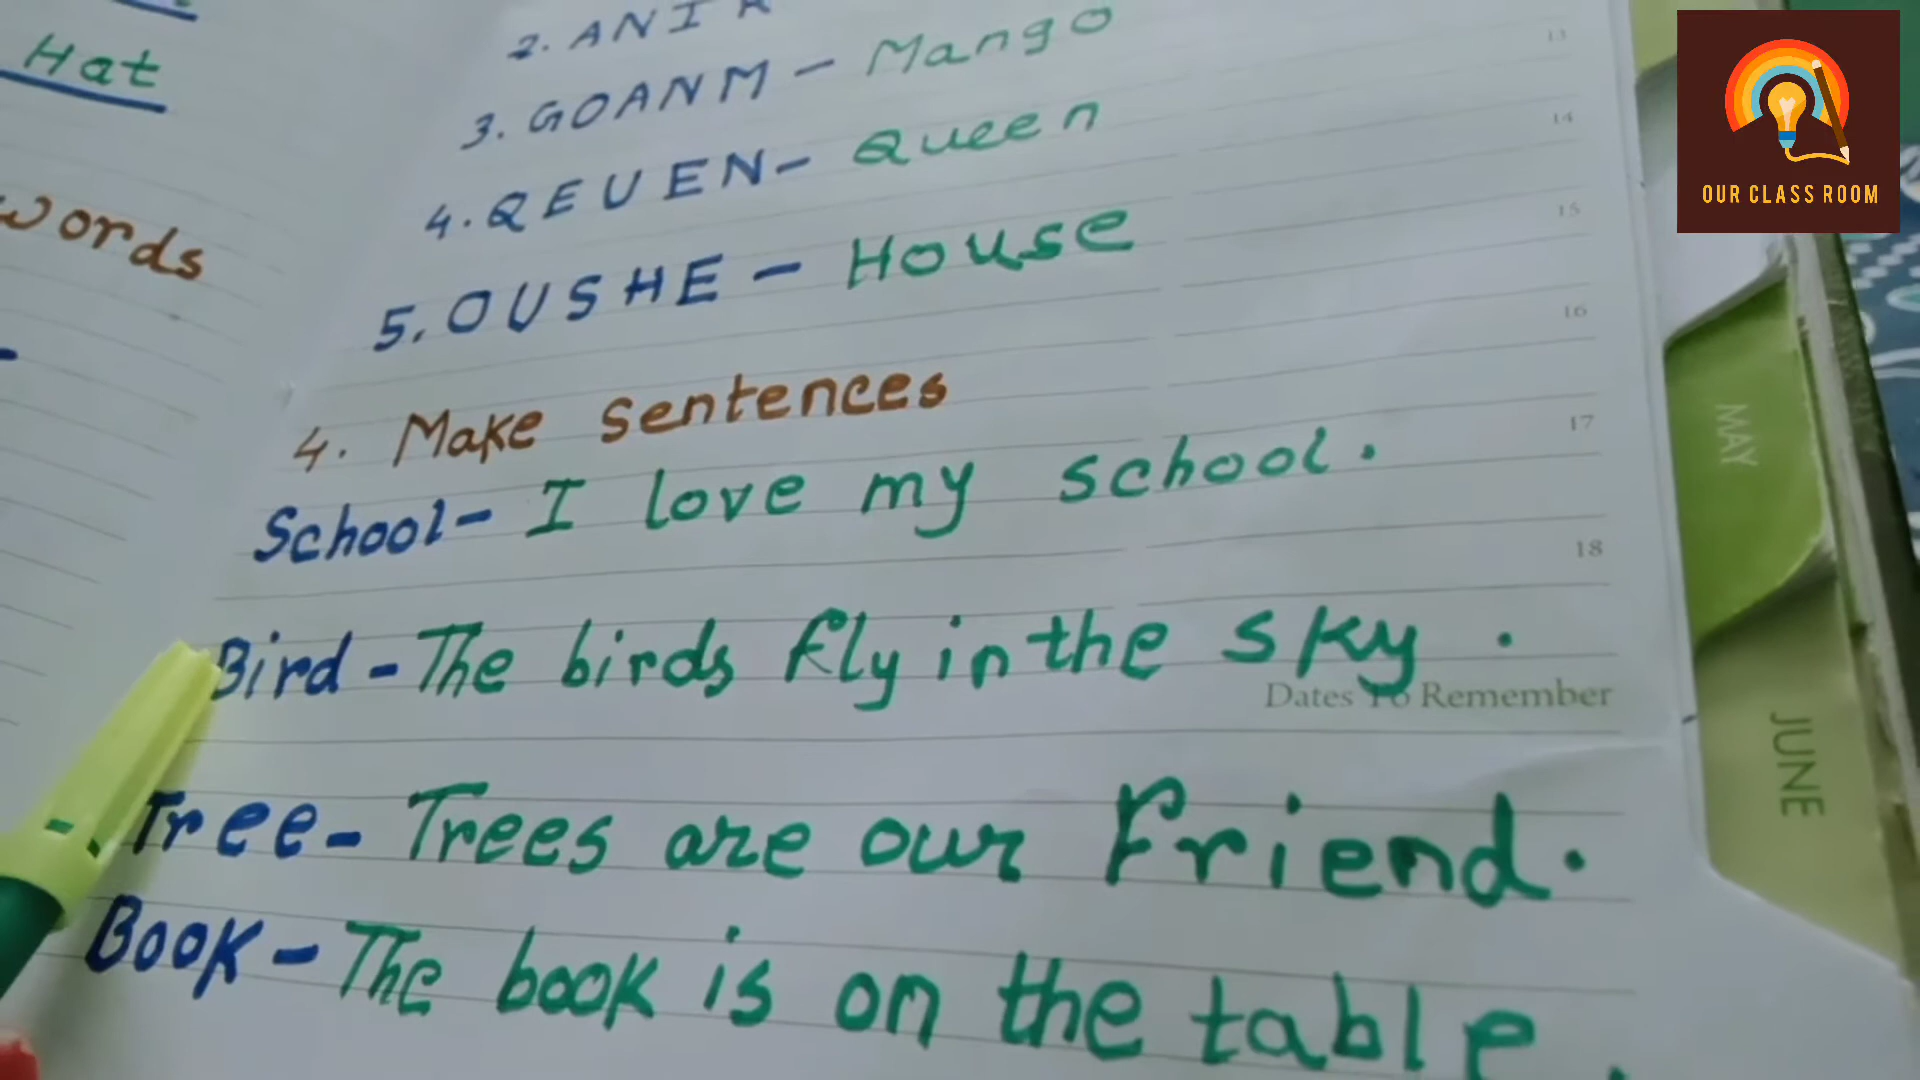 Hat
words
2. ANI
3. GOANM - Mango
4. QEUEN - Queen
5. OUSHE - House
4. Make sentences
School - I love my school.
Bird - The birds fly in the sky.
Tree - Trees are our Friend.
Book - The book is on the table.
13
14
15
16
17
18
Dates To Remember
MAY
JUNE
OUR CLASS ROOM